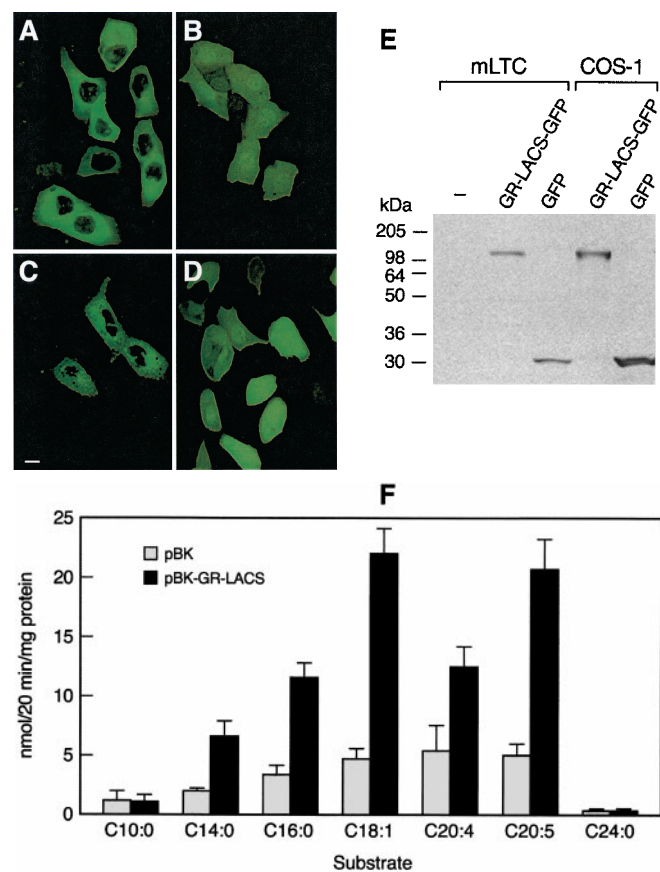 A
B
C
D
E
mLTC
COS-1
–
GR-LACS-GFP
GFP
GR-LACS-GFP
GFP
kDa
205 –
98 –
64 –
50 –
36 –
30 –
F
nmol/20 min/mg protein
25
20
15
10
5
0
pBK
pBK-GR-LACS
C10:0
C14:0
C16:0
C18:1
C20:4
C20:5
C24:0
Substrate